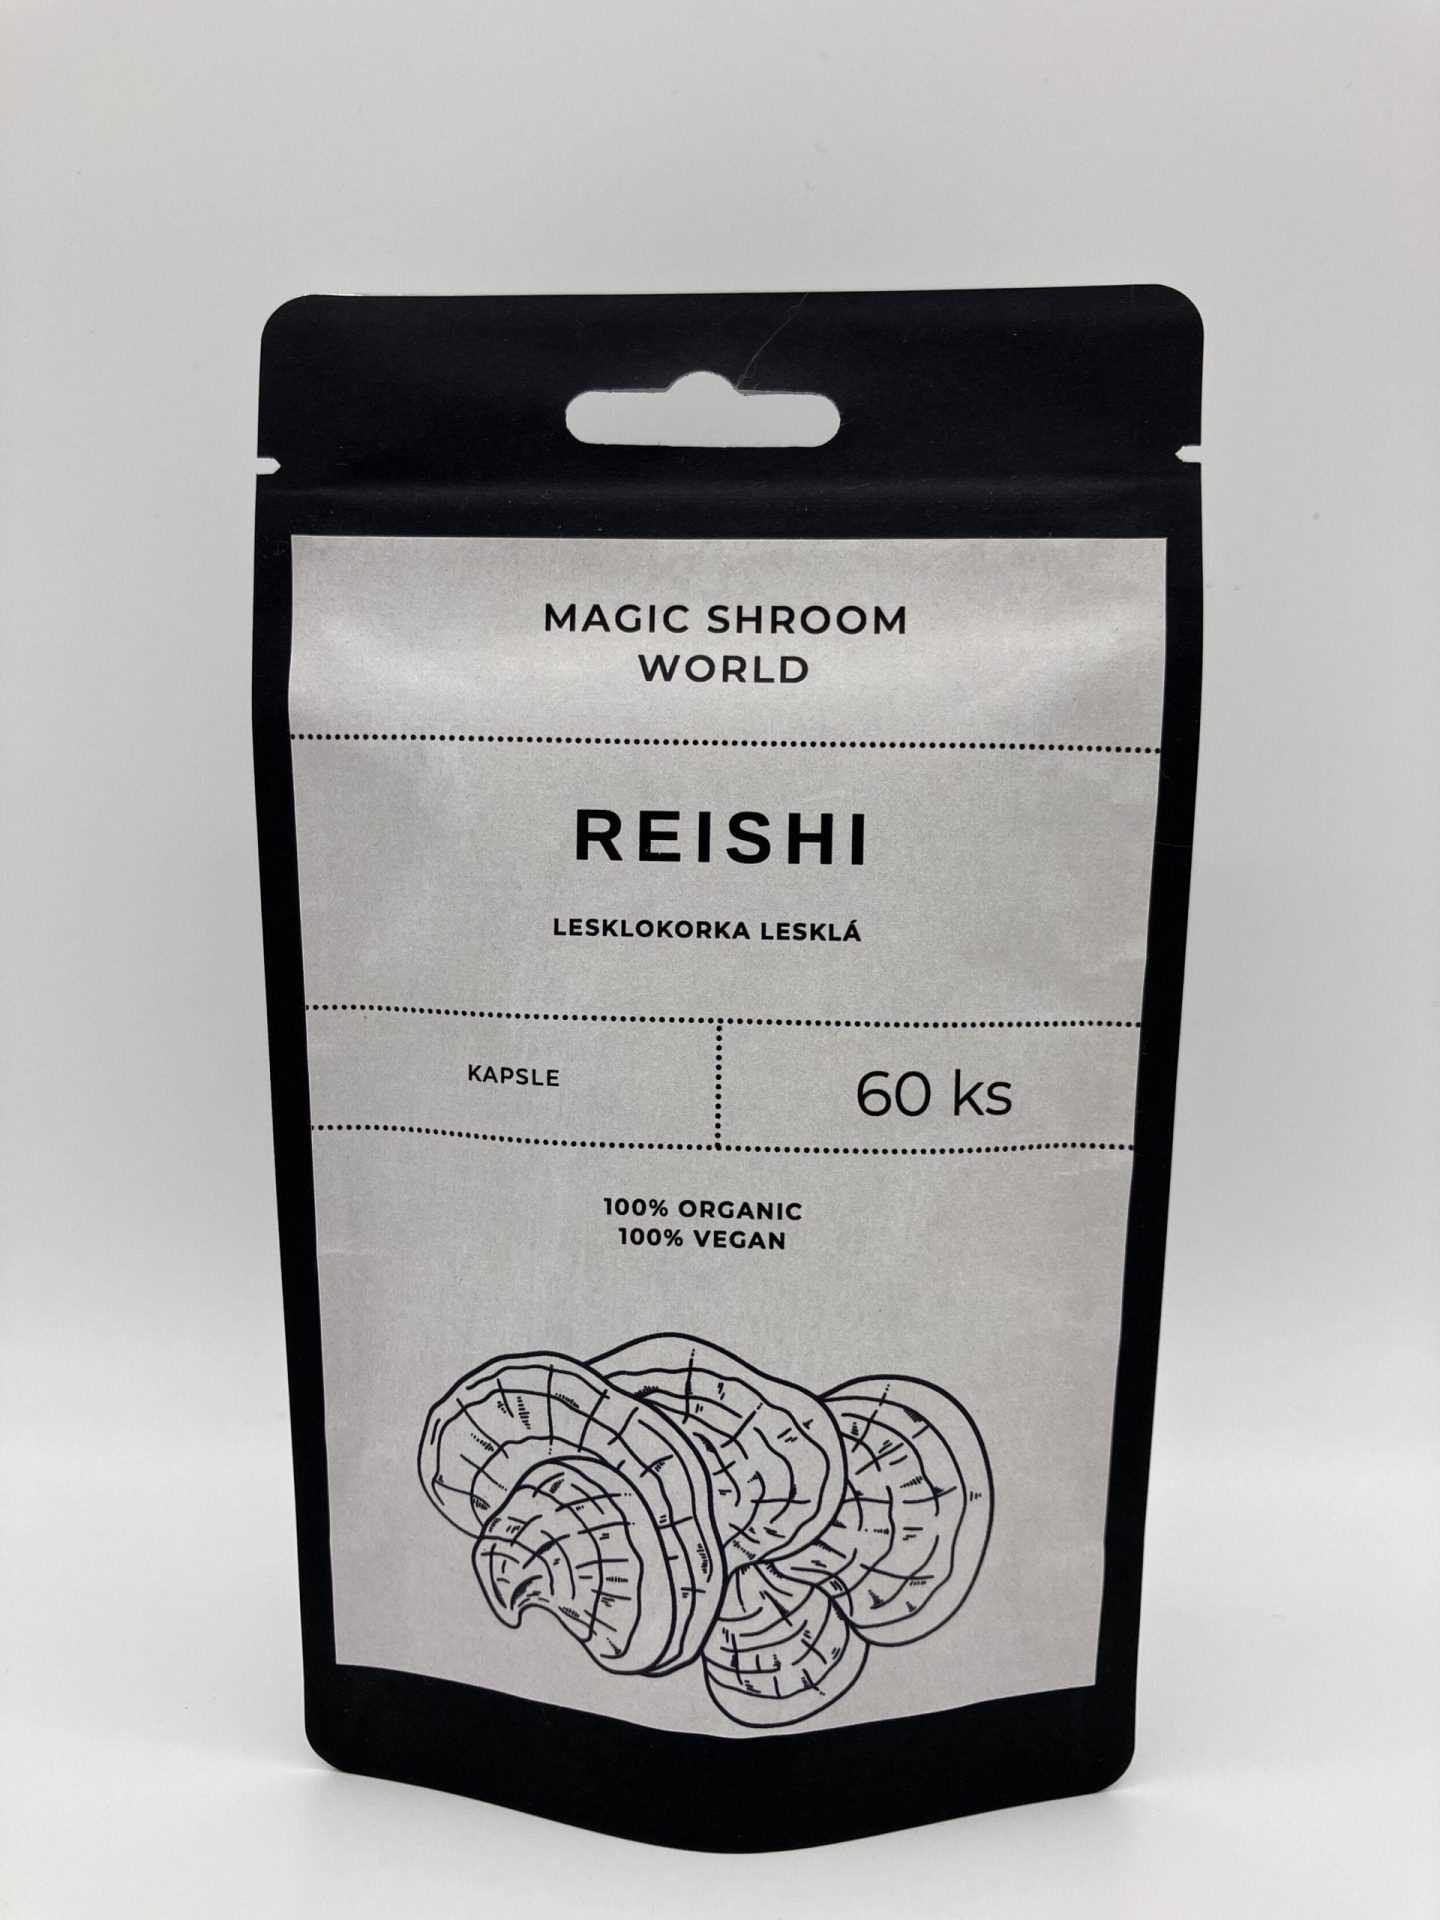 MAGIC SHROOM
WORLD
REISHI
LESKLOKORKA LESKLÁ
KAPSLE
60 ks
100% ORGANIC
100% VEGAN